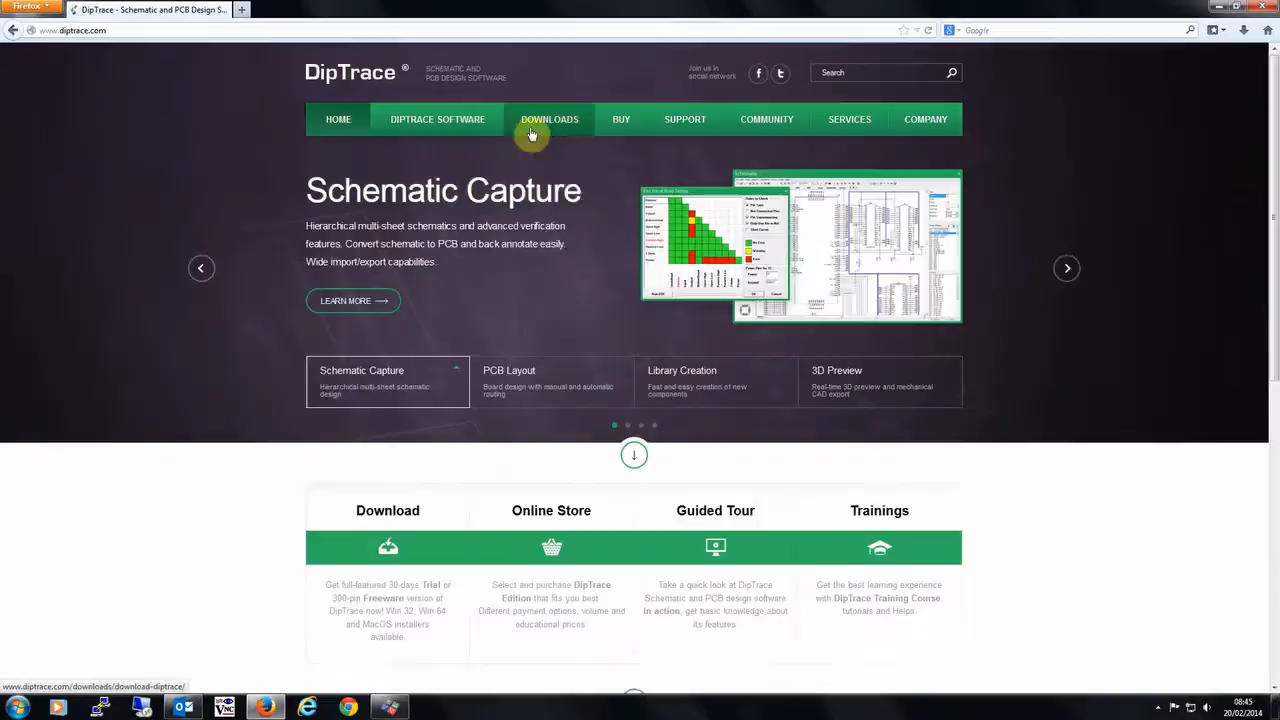 Firefox
DipTrace - Schematic and PCB Design S...
www.diptrace.com
Google
DipTrace ®
SCHEMATIC AND
PCB DESIGN SOFTWARE
Join us in
social network
Search
HOME
DIPTRACE SOFTWARE
DOWNLOADS
BUY
SUPPORT
COMMUNITY
SERVICES
COMPANY
Schematic Capture
Hierarchical multi-sheet schematics and advanced verification
features. Convert schematic to PCB and back annotate easily.
Wide import/export capabilities.
LEARN MORE
Schematic Capture
Hierarchical multi-sheet schematic
design
PCB Layout
Board design with manual and automatic
routing
Library Creation
Fast and easy creation of new
components
3D Preview
Real-time 3D preview and mechanical
CAD export
Download
Get full-featured 30-days Trial or
300-pin Freeware version of
DipTrace now! Win 32, Win 64
and MacOS installers
available.
Online Store
Select and purchase DipTrace
Edition that fits you best.
Different payment options, volume and
educational prices.
Guided Tour
Take a quick look at DipTrace
Schematic and PCB design software
in action, get basic knowledge about
its features.
Trainings
Get the best learning experience
with DipTrace Training Course,
tutorials and Helps.
www.diptrace.com/downloads/download-diptrace/
08:45
20/02/2014